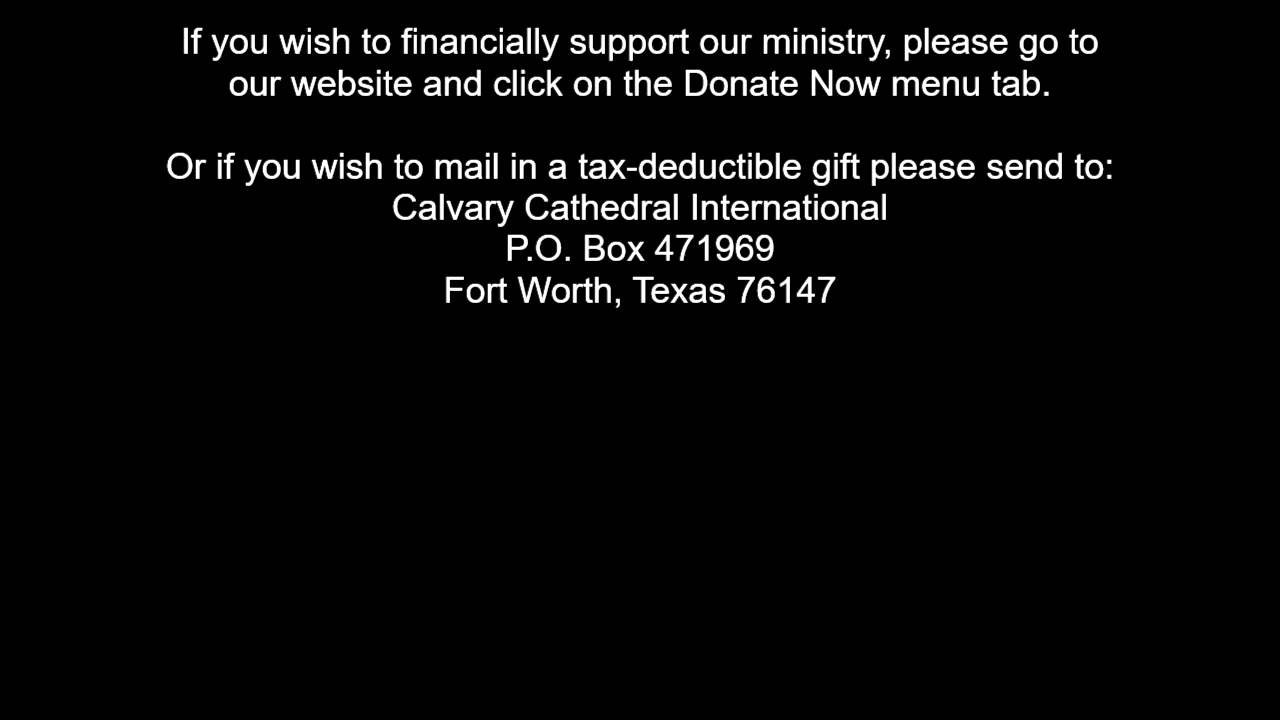 If you wish to financially support our ministry, please go to
our website and click on the Donate Now menu tab.
Or if you wish to mail in a tax-deductible gift please send to:
Calvary Cathedral International
P.O. Box 471969
Fort Worth, Texas 76147